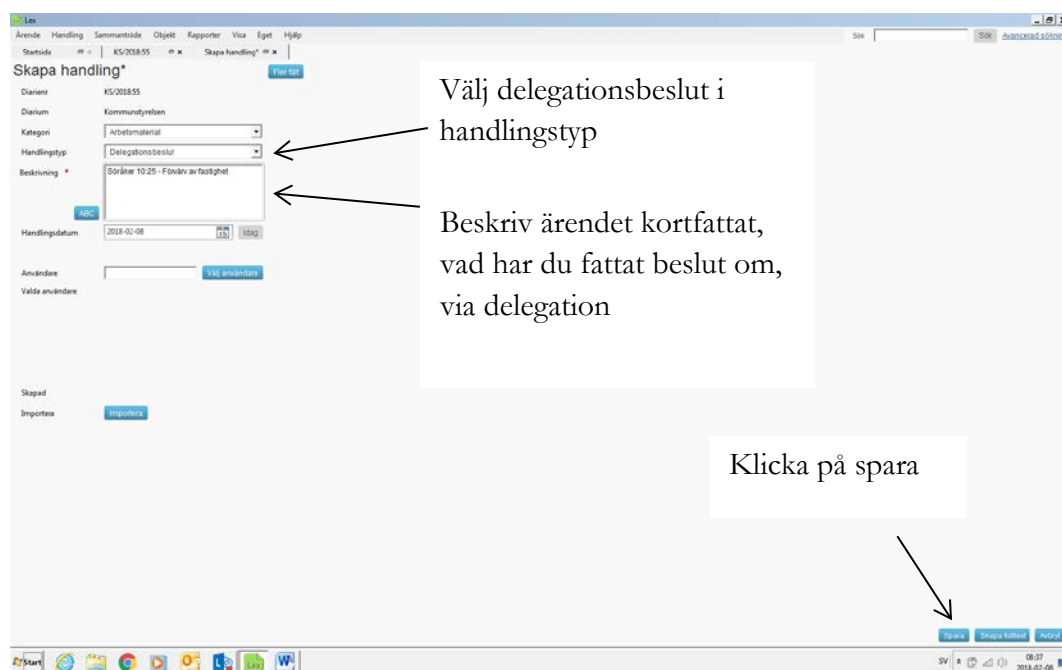 Lex
Ärende Handling Sammanträde Objekt Rapporter Visa Eget Hjälp
Sök Sök Avancerad sökning
Startsida KS/2018:55 Skapa handling*
Skapa handling* Fler fält
Diarienr KS/2018:55
Diarium Kommunstyrelsen
Kategori Arbetsmaterial
Handlingstyp Delegationsbeslut
Beskrivning * Söråker 10:25 - Förvärv av fastighet
ABC
Handlingsdatum 2018-02-08 15 Idag
Användare Välj användare
Valda användare
Skapad
Importera Importera
Välj delegationsbeslut i
handlingstyp
Beskriv ärendet kortfattat,
vad har du fattat beslut om,
via delegation
Klicka på spara
Spara Skapa Avbryt
Start Lex SV 08:37
2018-02-08